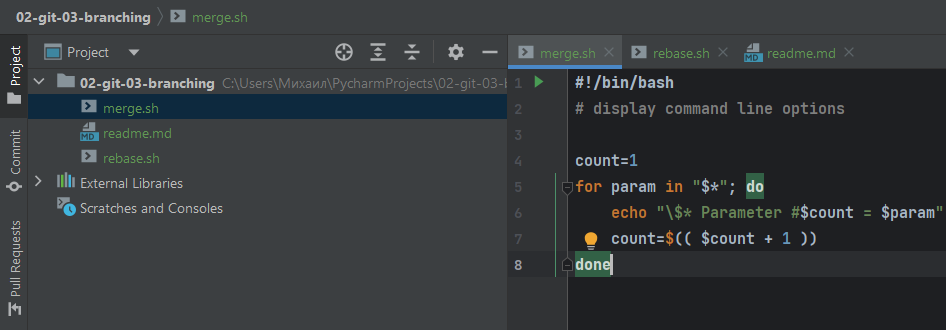 02-git-03-branching merge.sh
Project
Project
Commit
Pull Requests
02-git-03-branching C:\Users\Михаил\PycharmProjects\02-git-03-
merge.sh
MD readme.md
rebase.sh
External Libraries
Scratches and Consoles
merge.sh rebase.sh MD readme.md
1 #!/bin/bash
2 # display command line options
3
4 count=1
5 for param in "$*"; do
6 echo "\$* Parameter #$count = $param"
7 count=$(( $count + 1 ))
8 done